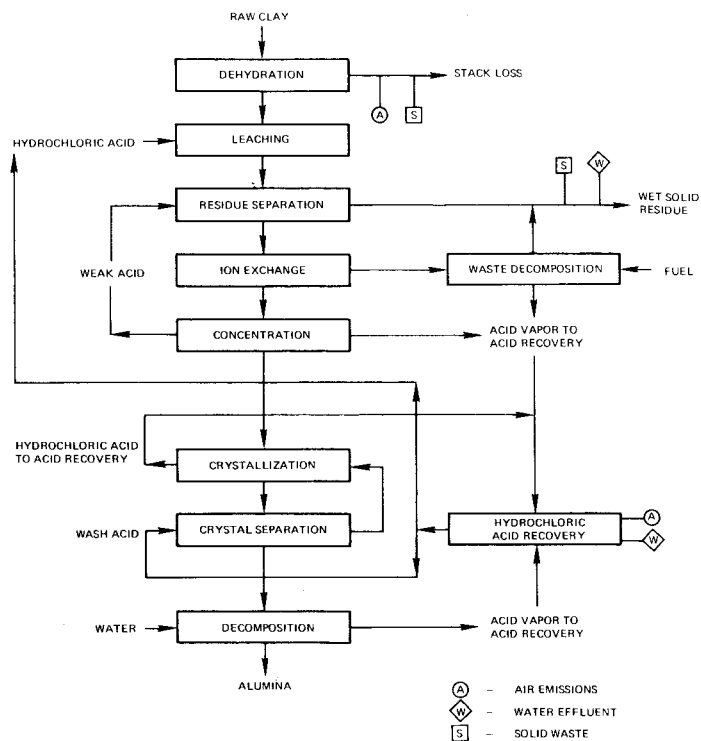 RAW CLAY
DEHYDRATION
STACK LOSS
A
S
HYDROCHLORIC ACID
LEACHING
S
W
RESIDUE SEPARATION
WET SOLID
RESIDUE
WEAK ACID
ION EXCHANGE
WASTE DECOMPOSITION
FUEL
CONCENTRATION
ACID VAPOR TO
ACID RECOVERY
HYDROCHLORIC ACID
TO ACID RECOVERY
CRYSTALLIZATION
WASH ACID
CRYSTAL SEPARATION
HYDROCHLORIC
ACID RECOVERY
A
W
WATER
DECOMPOSITION
ACID VAPOR TO
ACID RECOVERY
ALUMINA
A – AIR EMISSIONS
W – WATER EFFLUENT
S – SOLID WASTE